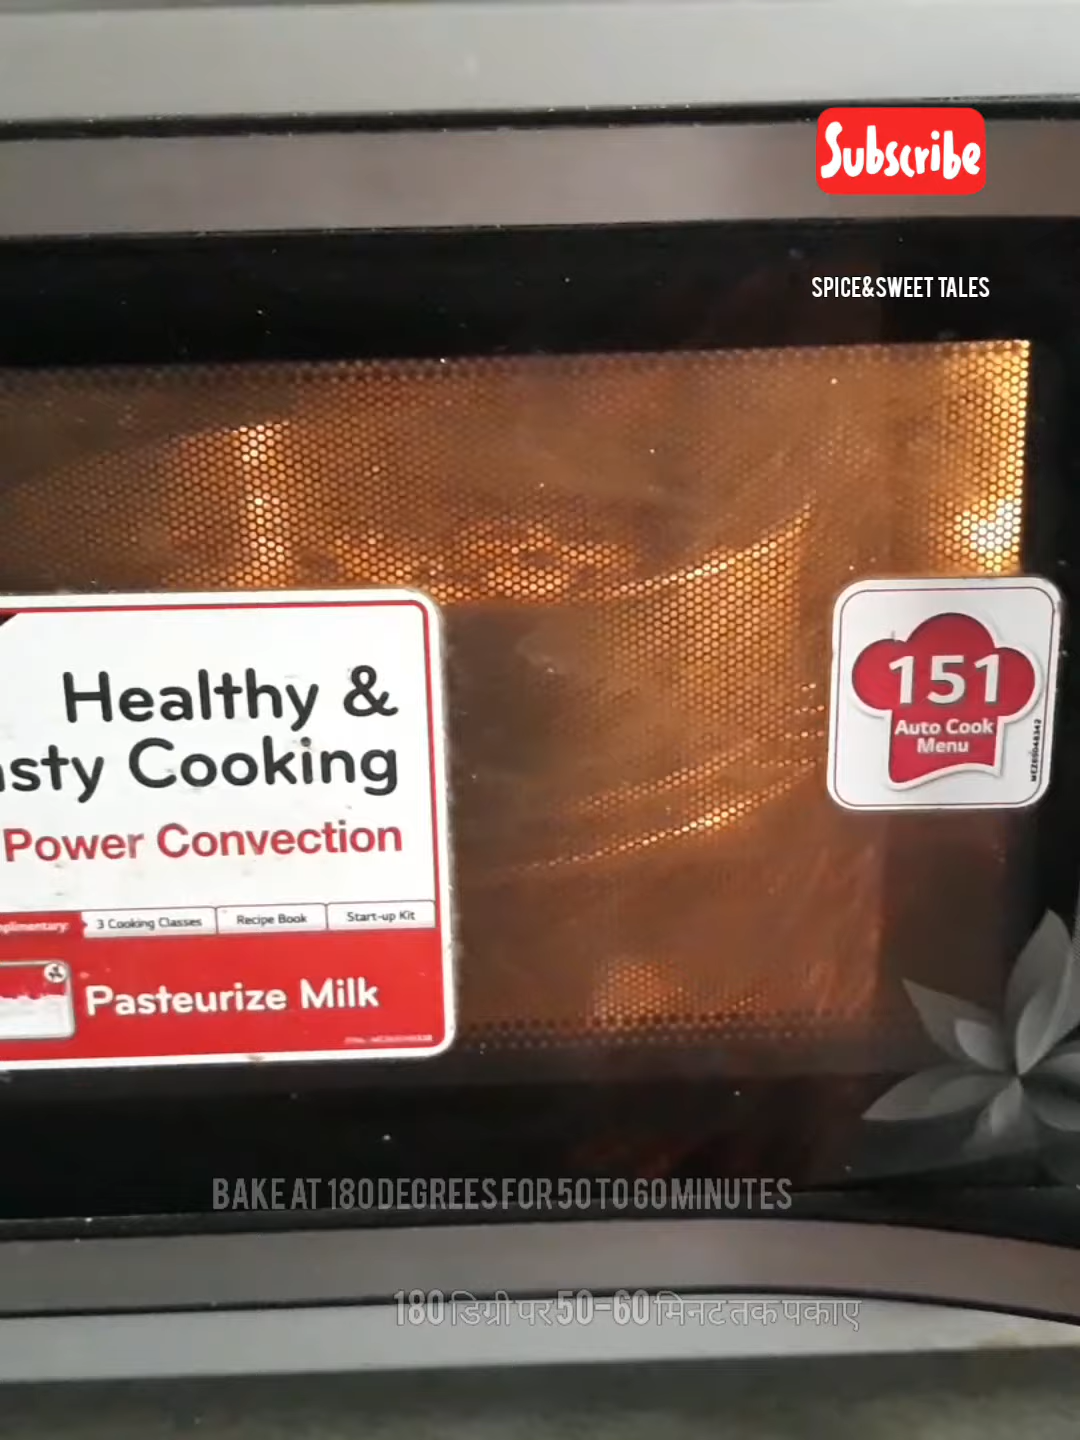 Subscribe
SPICE&SWEET TALES
Healthy &
asty Cooking
Power Convection
151
Auto Cook
Menu
plimentary
3 Cooking Classes
Recipe Book
Start-up Kit
Pasteurize Milk
BAKE AT 180 DEGREES FOR 50 TO 60 MINUTES
180 डिग्री पर 50-60 मिनट तक पकाए